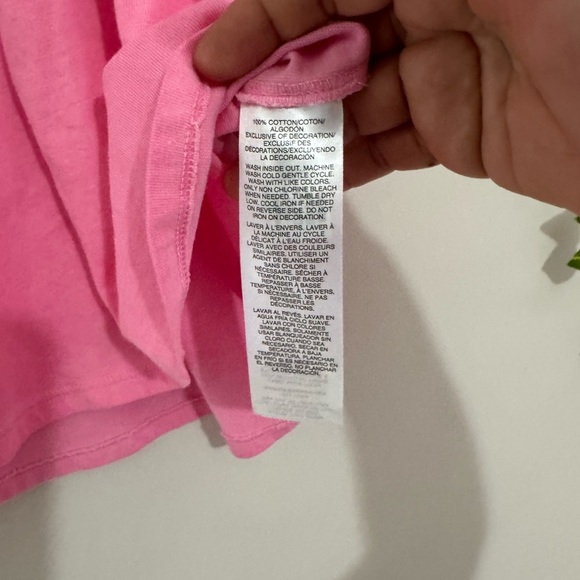 100% COTTON/COTON/
ALGODÓN
EXCLUSIVE OF DECORATION/
EXCLUSIF DES
DÉCORATIONS/EXCLUYENDO
LA DECORACIÓN
WASH INSIDE OUT. MACHINE
WASH COLD GENTLE CYCLE.
WASH WITH LIKE COLORS.
ONLY NON CHLORINE BLEACH
WHEN NEEDED. TUMBLE DRY
LOW. COOL IRON IF NEEDED
ON REVERSE SIDE. DO NOT
IRON ON DECORATION.
LAVER À L'ENVERS. LAVER À
LA MACHINE AU CYCLE
DÉLICAT À L'EAU FROIDE.
LAVER AVEC DES COULEURS
SIMILAIRES. UTILISER UN
AGENT DE BLANCHIMENT
SANS CHLORE SI
NÉCESSAIRE. SÉCHER À
TEMPÉRATURE BASSE.
REPASSER À BASSE
TEMPÉRATURE, À L'ENVERS,
SI NÉCESSAIRE. NE PAS
REPASSER LES
DÉCORATIONS.
LAVAR AL REVÉS. LAVAR EN
AGUA FRÍA CICLO SUAVE.
LAVAR CON COLORES
SIMILARES. SOLAMENTE
USAR BLANQUEADOR SIN
CLORO CUANDO SEA
NECESARIO. SECAR EN
SECADORA A BAJA
TEMPERATURA. PLANCHAR
EN FRÍO SI ES NECESARIO
EL REVERSO. NO PLANCHAR
LA DECORACIÓN.